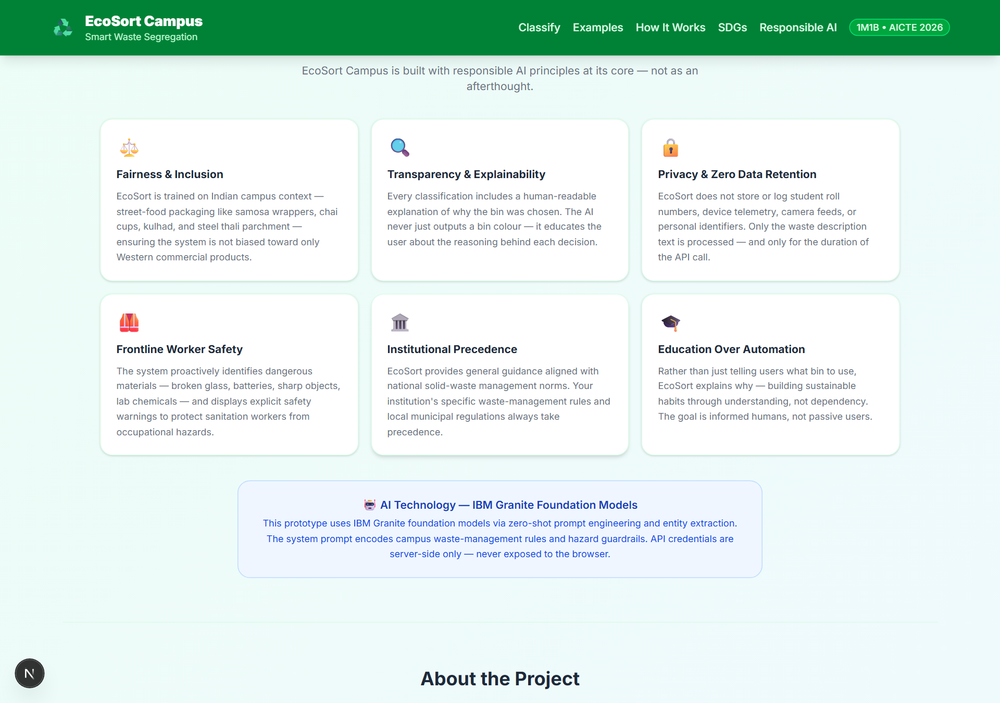 EcoSort Campus
Smart Waste Segregation
Classify Examples How It Works SDGs Responsible AI 1M1B • AICTE 2026
EcoSort Campus is built with responsible AI principles at its core — not as an
afterthought.
Fairness & Inclusion
EcoSort is trained on Indian campus context —
street-food packaging like samosa wrappers, chai
cups, kulhad, and steel thali parchment —
ensuring the system is not biased toward only
Western commercial products.
Transparency & Explainability
Every classification includes a human-readable
explanation of why the bin was chosen. The AI
never just outputs a bin colour — it educates the
user about the reasoning behind each decision.
Privacy & Zero Data Retention
EcoSort does not store or log student roll
numbers, device telemetry, camera feeds, or
personal identifiers. Only the waste description
text is processed — and only for the duration of
the API call.
Frontline Worker Safety
The system proactively identifies dangerous
materials — broken glass, batteries, sharp objects,
lab chemicals — and displays explicit safety
warnings to protect sanitation workers from
occupational hazards.
Institutional Precedence
EcoSort provides general guidance aligned with
national solid-waste management norms. Your
institution's specific waste-management rules and
local municipal regulations always take
precedence.
Education Over Automation
Rather than just telling users what bin to use,
EcoSort explains why — building sustainable
habits through understanding, not dependency.
The goal is informed humans, not passive users.
AI Technology — IBM Granite Foundation Models
This prototype uses IBM Granite foundation models via zero-shot prompt engineering and entity extraction.
The system prompt encodes campus waste-management rules and hazard guardrails. API credentials are
server-side only — never exposed to the browser.
N
About the Project